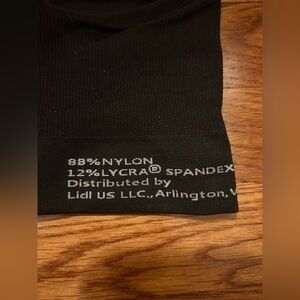 88%NYLON
12%LYCRA® SPANDEX
Distributed by
Lidl US LLC., Arlington, V